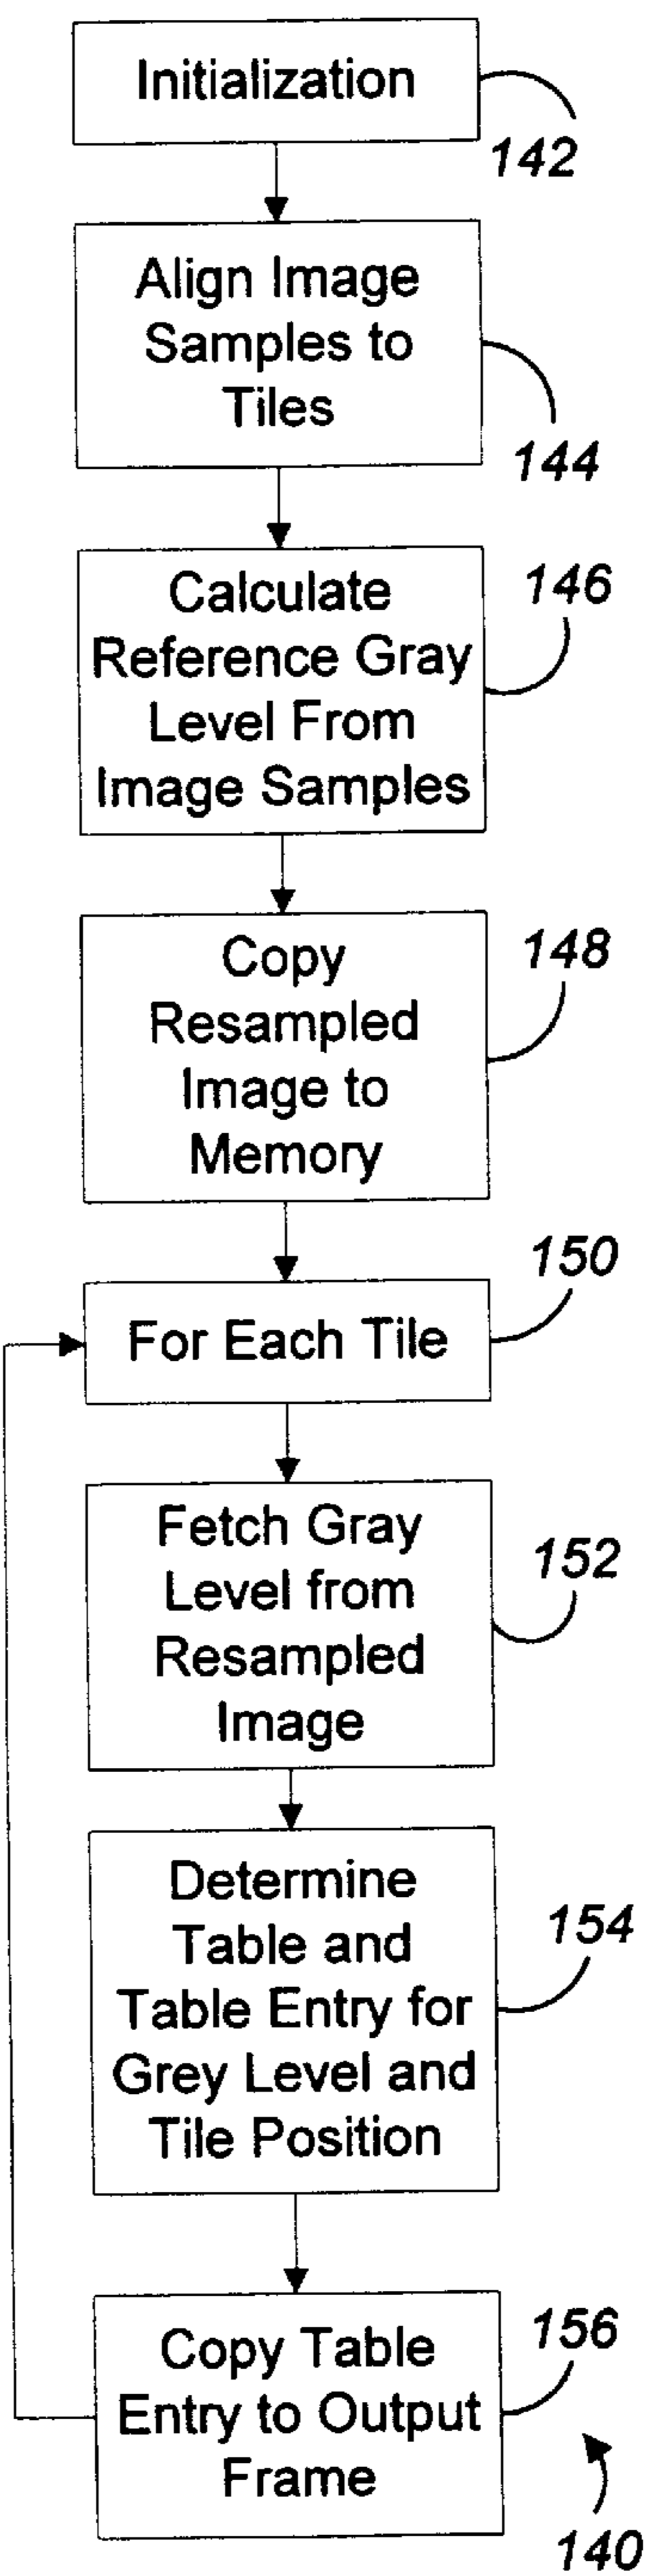 Initialization
142
Align Image
Samples to
Tiles
144
Calculate
Reference Gray
Level From
Image Samples
146
Copy
Resampled
Image to
Memory
148
For Each Tile
150
Fetch Gray
Level from
Resampled
Image
152
Determine
Table and
Table Entry for
Grey Level and
Tile Position
154
Copy Table
Entry to Output
Frame
156
140